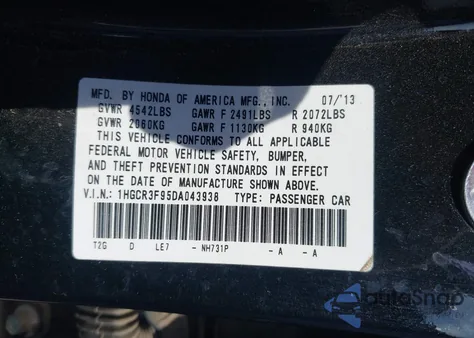 MFD. BY HONDA OF AMERICA MFG., INC. 07/'13
GVWR 4542LBS GAWR F 2491LBS R 2072LBS
GVWR 2060KG GAWR F 1130KG R 940KG
THIS VEHICLE CONFORMS TO ALL APPLICABLE
FEDERAL MOTOR VEHICLE SAFETY, BUMPER,
AND THEFT PREVENTION STANDARDS IN EFFECT
ON THE DATE OF MANUFACTURE SHOWN ABOVE.
V.I.N.: 1HGCR3F95DA043938 TYPE: PASSENGER CAR
T2G D LE7 - NH731P - A - A
autoSnap